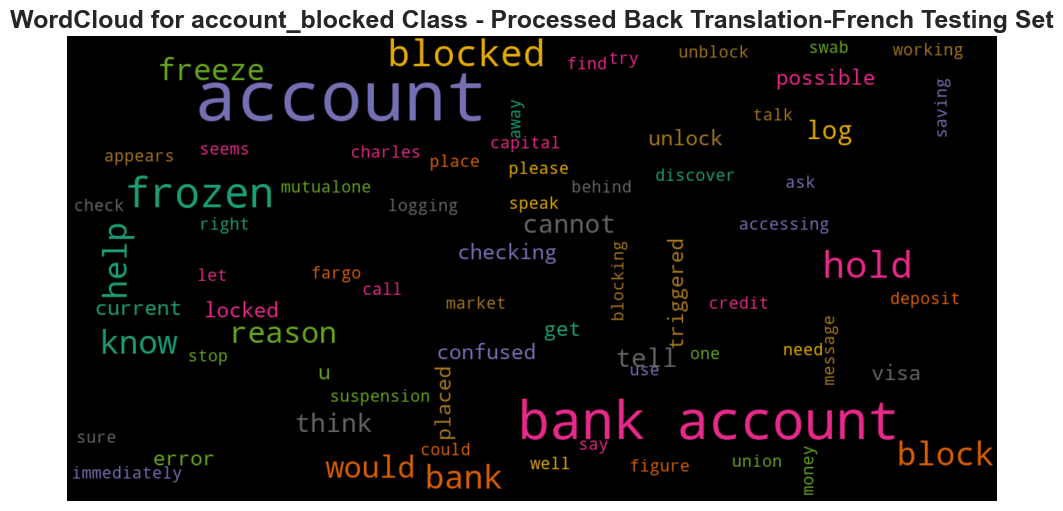 WordCloud for account_blocked Class - Processed Back Translation-French Testing Set
blocked
find
try
unblock
swab
working
freeze
account
possible
away
saving
talk
log
unlock
capital
appears
seems
charles
place
please
behind
discover
ask
frozen
mutualone
check
logging
speak
cannot
right
accessing
help
checking
blocking
triggered
hold
let
fargo
call
current
locked
market
credit
deposit
know
reason
get
message
stop
confused
tell
use
one
need
u
visa
suspension
placed
think
bank account
sure
could
say
block
immediately
error
would
bank
well
figure
union
money